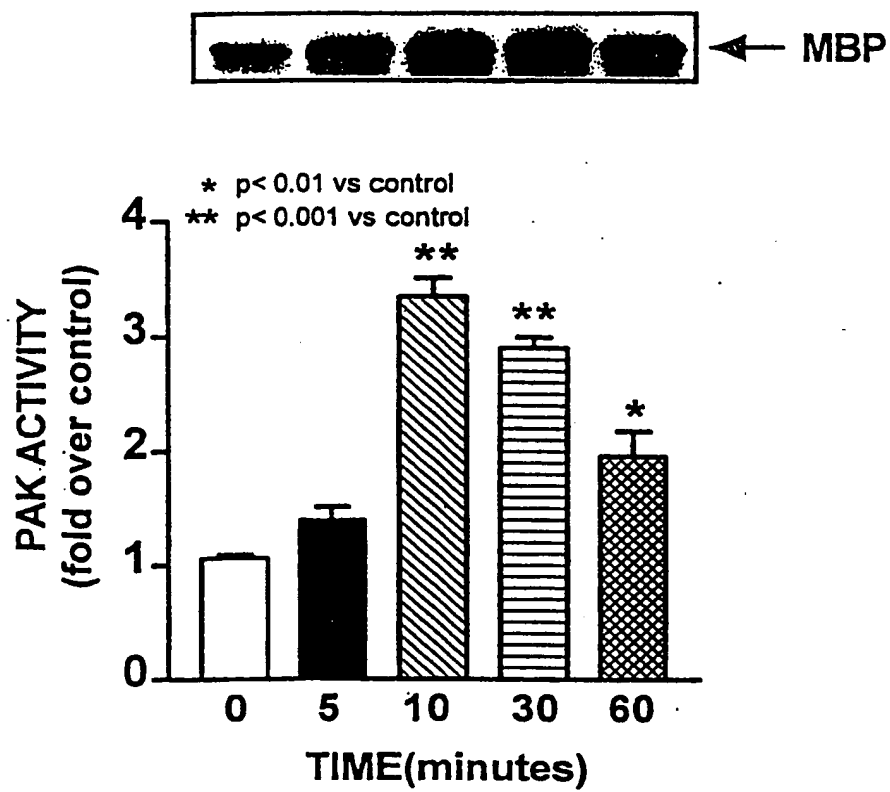 MBP
* p< 0.01 vs control
** p< 0.001 vs control
4
3
2
1
0
PAK ACTIVITY
(fold over control)
**
**
*
0 5 10 30 60
TIME(minutes)